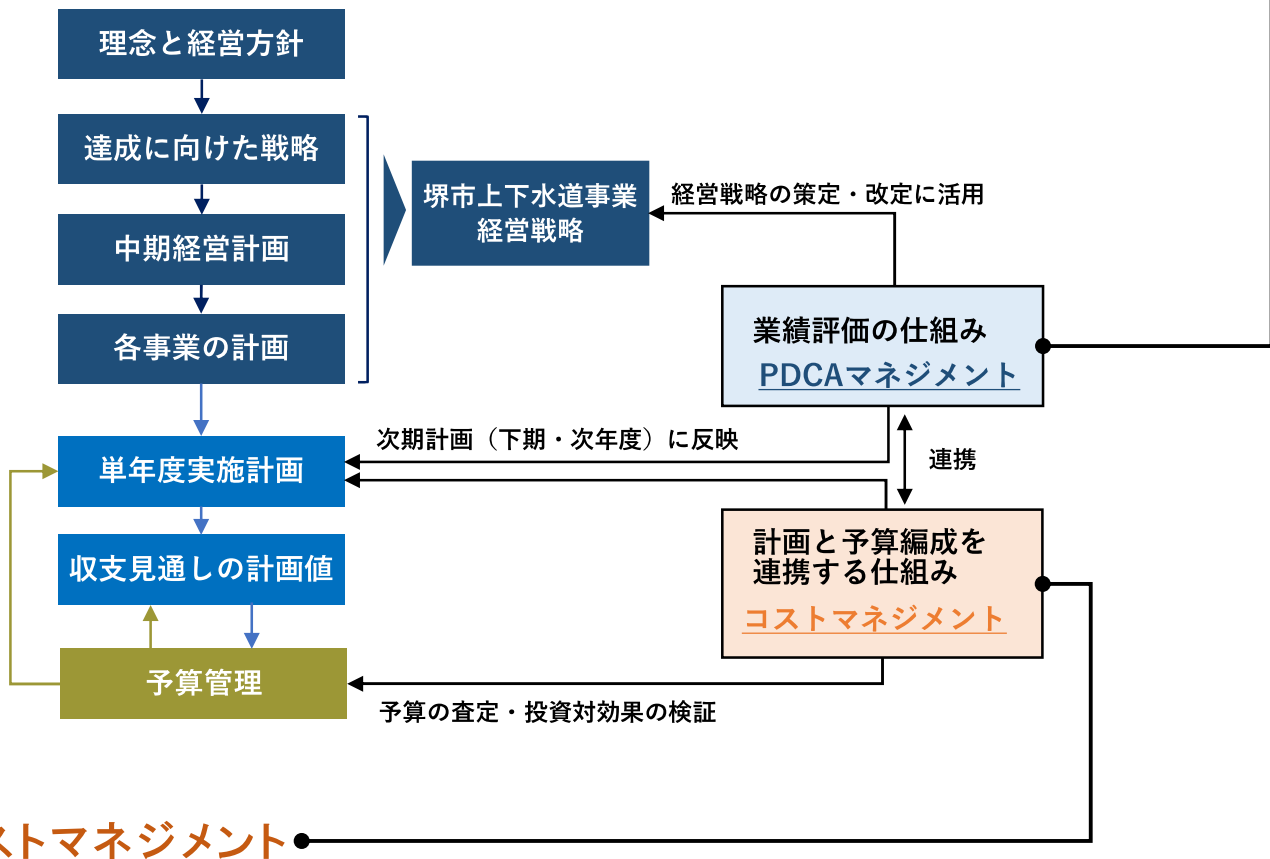 理念と経営方針
達成に向けた戦略
中期経営計画
各事業の計画
堺市上下水道事業
経営戦略
経営戦略の策定・改定に活用
業績評価の仕組み
PDCAマネジメント
次期計画（下期・次年度）に反映
連携
単年度実施計画
収支見通しの計画値
計画と予算編成を
連携する仕組み
コストマネジメント
予算管理
予算の査定・投資対効果の検証
ストマネジメント